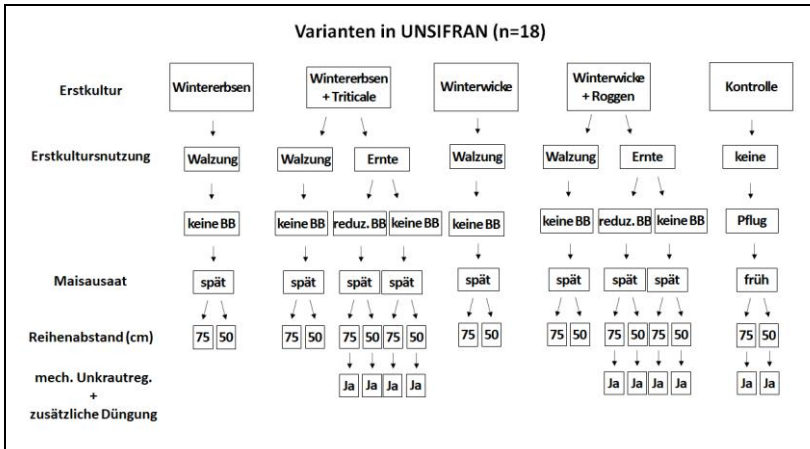 Varianten in UNSIFRAN (n=18)
Erstkultur
Wintererbsen
Wintererbsen
+ Triticale
Winterwicke
Winterwicke
+ Roggen
Kontrolle
Erstkultursnutzung
Walzung
Walzung
Ernte
Walzung
Walzung
Ernte
keine
keine BB
keine BB
reduz. BB
keine BB
keine BB
keine BB
reduz. BB
keine BB
Pflug
Maisausaat
spät
spät
spät
spät
spät
spät
spät
spät
früh
Reihenabstand (cm)
75 50
75 50
75 50 75 50
75 50
75 50
75 50 75 50
75 50
mech. Unkrautreg.
+
zusätzliche Düngung
Ja Ja Ja Ja
Ja Ja Ja Ja
Ja Ja